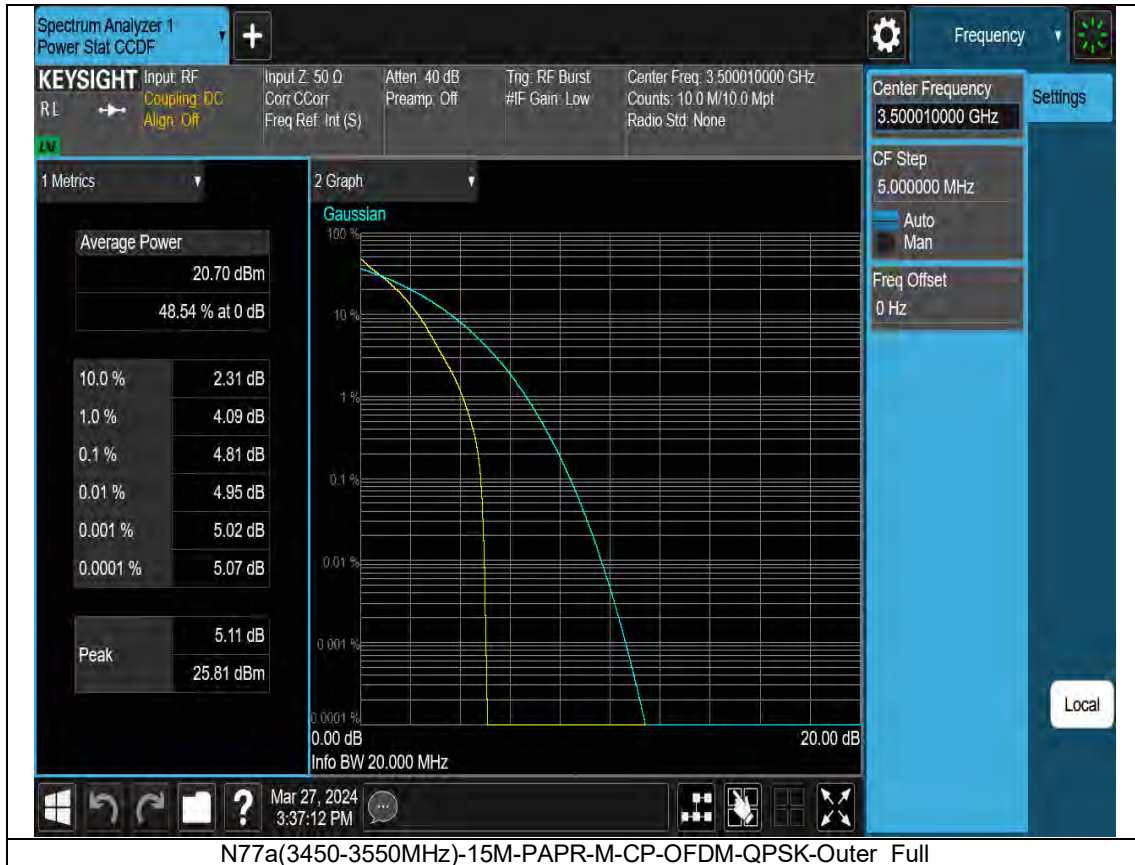 Spectrum Analyzer 1
Power Stat CCDF
Frequency
KEYSIGHT
RL
Input: RF
Coupling: DC
Align: Off
Input Z: 50 Ω
Corr CCorr
Freq Ref: Int (S)
Atten: 40 dB
Preamp: Off
Trig: RF Burst
#IF Gain: Low
Center Freq: 3.500010000 GHz
Counts: 10.0 M/10.0 Mpt
Radio Std: None
Center Frequency
3.500010000 GHz
Settings
CF Step
5.000000 MHz
Auto
Man
Freq Offset
0 Hz
Local
1 Metrics
Average Power
20.70 dBm
48.54 % at 0 dB
10.0 % 2.31 dB
1.0 % 4.09 dB
0.1 % 4.81 dB
0.01 % 4.95 dB
0.001 % 5.02 dB
0.0001 % 5.07 dB
Peak
5.11 dB
25.81 dBm
2 Graph
Gaussian
100 %
10 %
1 %
0.1 %
0.01 %
0.001 %
0.0001 %
0.00 dB 20.00 dB
Info BW 20.000 MHz
?
Mar 27, 2024
3:37:12 PM
N77a(3450-3550MHz)-15M-PAPR-M-CP-OFDM-QPSK-Outer_Full